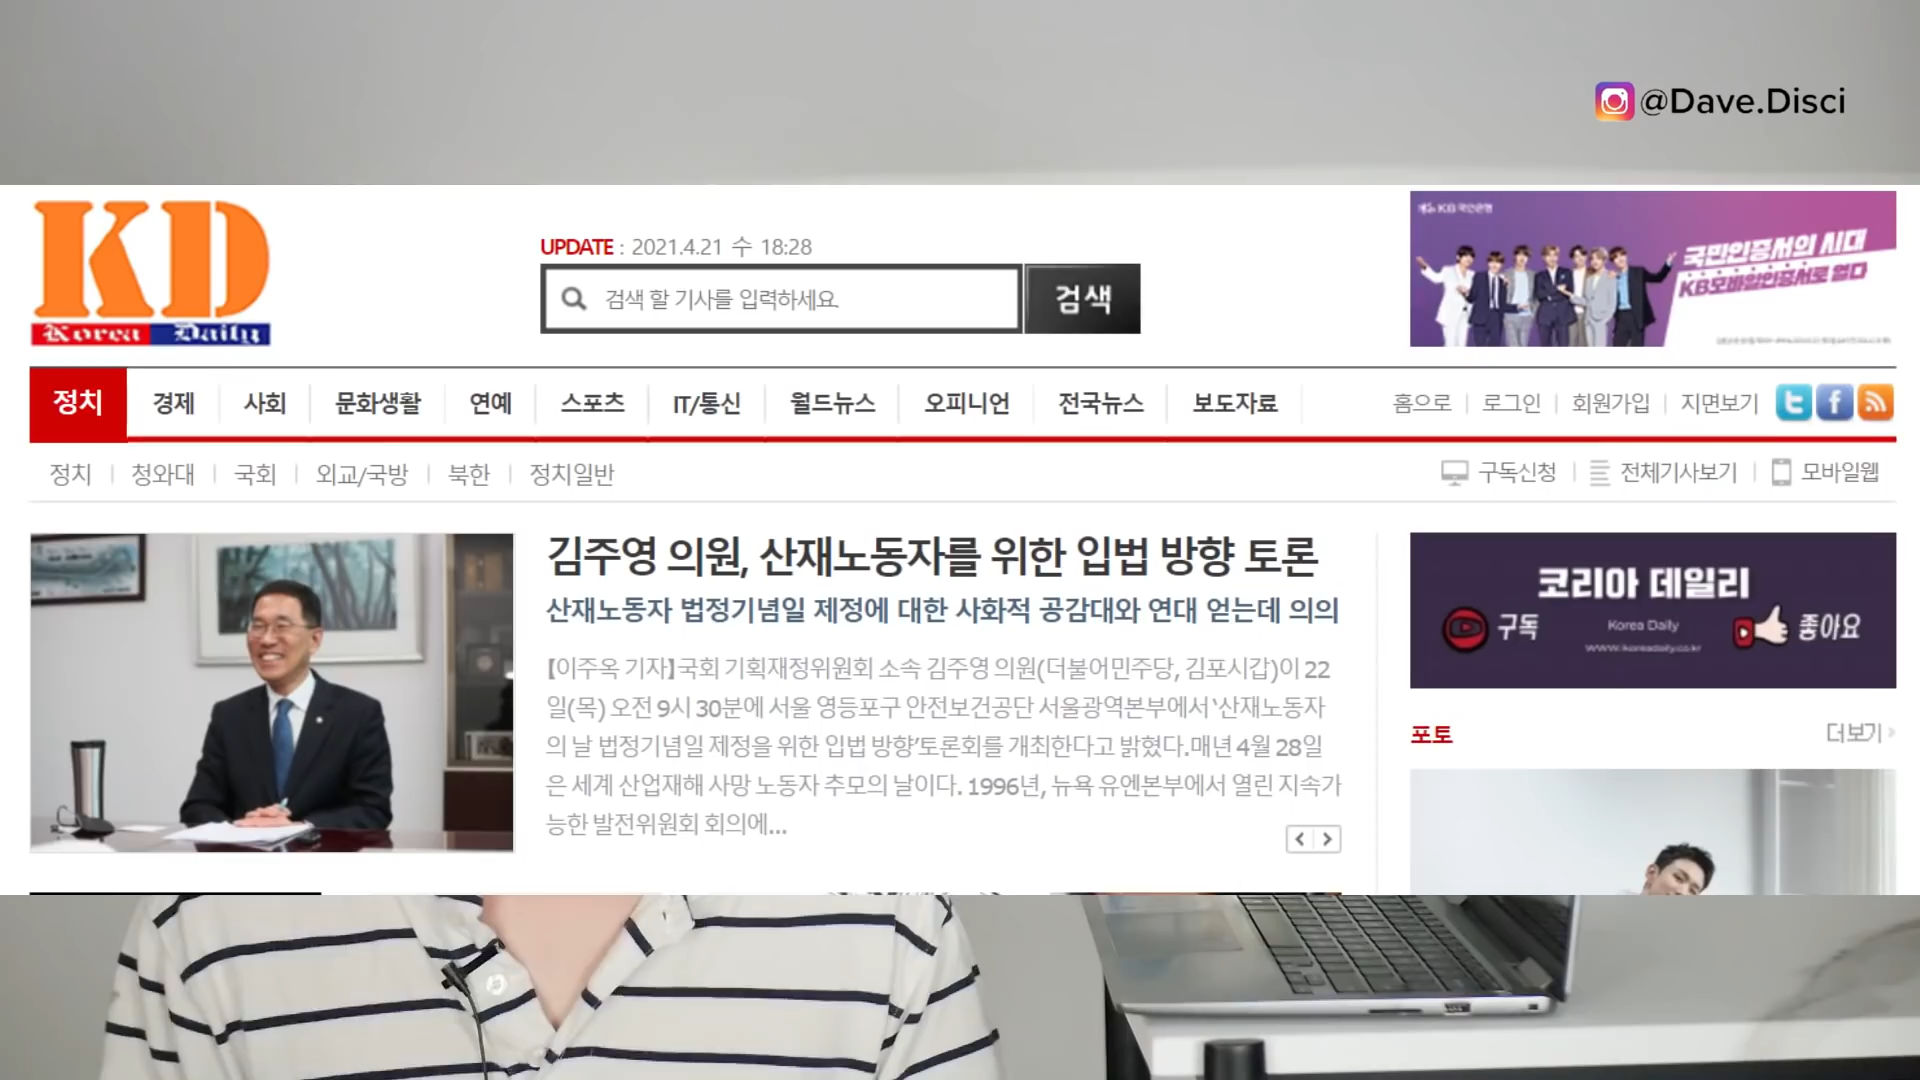 @Dave.Disci
KD
Korea Daily
UPDATE : 2021.4.21 수 18:28
검색 할 기사를 입력하세요.
검색
KB 국민은행
국민인증서의 시대
KB모바일인증서로 열다
정치 경제 사회 문화생활 연예 스포츠 IT/통신 월드뉴스 오피니언 전국뉴스 보도자료
홈으로 로그인 회원가입 지면보기
정치 청와대 국회 외교/국방 북한 정치일반
구독신청 전체기사보기 모바일웹
김주영 의원, 산재노동자를 위한 입법 방향 토론
산재노동자 법정기념일 제정에 대한 사화적 공감대와 연대 얻는데 의의
【이주옥 기자】국회 기획재정위원회 소속 김주영 의원(더불어민주당, 김포시갑)이 22
일(목) 오전 9시 30분에 서울 영등포구 안전보건공단 서울광역본부에서 '산재노동자
의 날 법정기념일 제정을 위한 입법 방향'토론회를 개최한다고 밝혔다.매년 4월 28일
은 세계 산업재해 사망 노동자 추모의 날이다. 1996년, 뉴욕 유엔본부에서 열린 지속가
능한 발전위원회 회의에...
코리아 데일리
구독
Korea Daily
www.ikoreadaily.co.kr
좋아요
포토
더보기